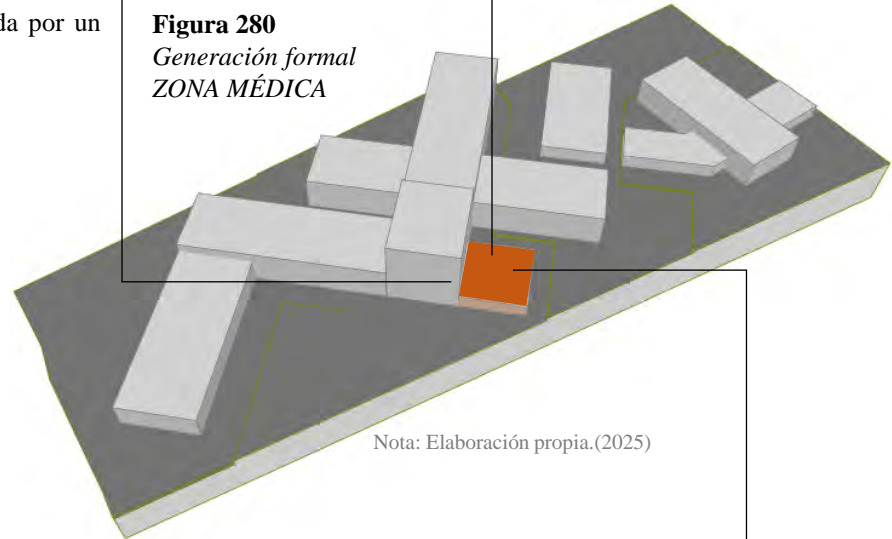 da por un
Figura 280
Generación formal
ZONA MÉDICA
Nota: Elaboración propia.(2025)